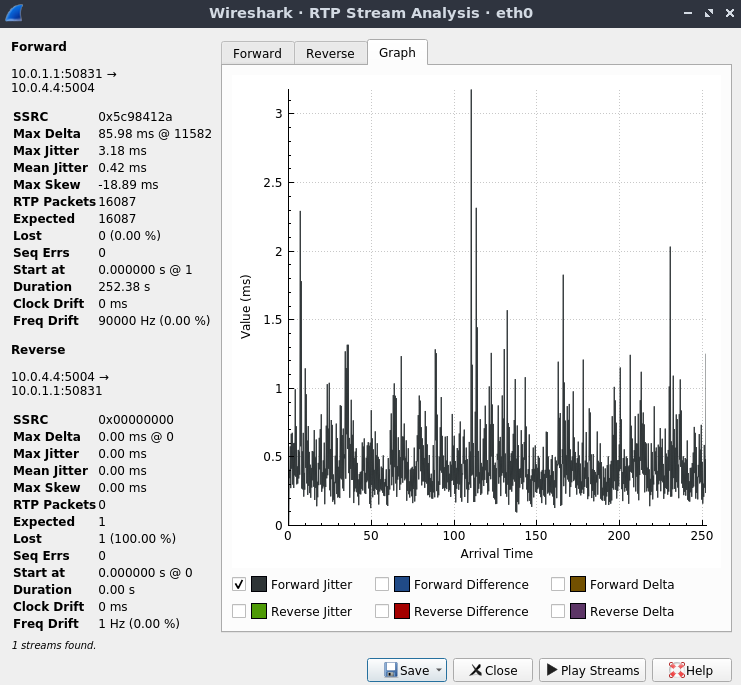 Wireshark · RTP Stream Analysis · eth0
Forward
10.0.1.1:50831 →
10.0.4.4:5004
SSRC 0x5c98412a
Max Delta 85.98 ms @ 11582
Max Jitter 3.18 ms
Mean Jitter 0.42 ms
Max Skew -18.89 ms
RTP Packets 16087
Expected 16087
Lost 0 (0.00 %)
Seq Errs 0
Start at 0.000000 s @ 1
Duration 252.38 s
Clock Drift 0 ms
Freq Drift 90000 Hz (0.00 %)
Reverse
10.0.4.4:5004 →
10.0.1.1:50831
SSRC 0x00000000
Max Delta 0.00 ms @ 0
Max Jitter 0.00 ms
Mean Jitter 0.00 ms
Max Skew 0.00 ms
RTP Packets 0
Expected 1
Lost 1 (100.00 %)
Seq Errs 0
Start at 0.000000 s @ 0
Duration 0.00 s
Clock Drift 0 ms
Freq Drift 1 Hz (0.00 %)
1 streams found.
Forward Reverse Graph
Value (ms)
3
2.5
2
1.5
1
0.5
0
0 50 100 150 200 250
Arrival Time
Forward Jitter Forward Difference Forward Delta
Reverse Jitter Reverse Difference Reverse Delta
Save Close Play Streams Help